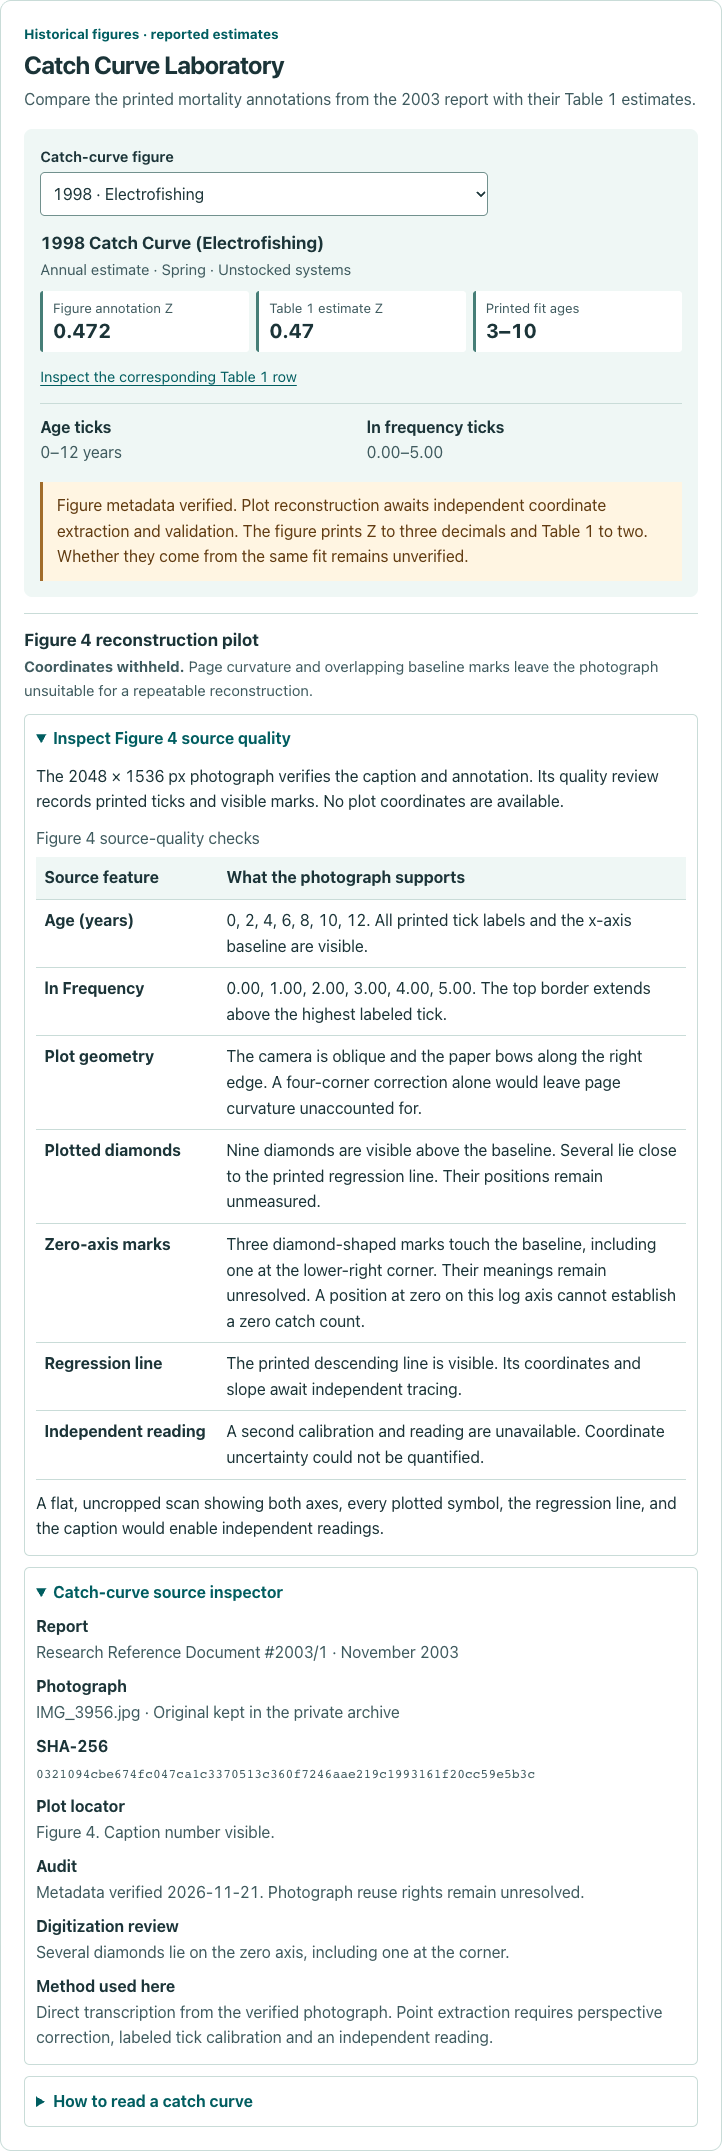 Historical figures · reported estimates
Catch Curve Laboratory
Compare the printed mortality annotations from the 2003 report with their Table 1 estimates.
Catch-curve figure
1998 · Electrofishing
1998 Catch Curve (Electrofishing)
Annual estimate · Spring · Unstocked systems
Figure annotation Z
0.472
Table 1 estimate Z
0.47
Printed fit ages
3–10
Inspect the corresponding Table 1 row
Age ticks
0–12 years
ln frequency ticks
0.00–5.00
Figure metadata verified. Plot reconstruction awaits independent coordinate
extraction and validation. The figure prints Z to three decimals and Table 1 to two.
Whether they come from the same fit remains unverified.
Figure 4 reconstruction pilot
Coordinates withheld. Page curvature and overlapping baseline marks leave the photograph
unsuitable for a repeatable reconstruction.
▼ Inspect Figure 4 source quality
The 2048 × 1536 px photograph verifies the caption and annotation. Its quality review
records printed ticks and visible marks. No plot coordinates are available.
Figure 4 source-quality checks
Source feature What the photograph supports
Age (years) 0, 2, 4, 6, 8, 10, 12. All printed tick labels and the x-axis
baseline are visible.
ln Frequency 0.00, 1.00, 2.00, 3.00, 4.00, 5.00. The top border extends
above the highest labeled tick.
Plot geometry The camera is oblique and the paper bows along the right
edge. A four-corner correction alone would leave page
curvature unaccounted for.
Plotted diamonds Nine diamonds are visible above the baseline. Several lie close
to the printed regression line. Their positions remain
unmeasured.
Zero-axis marks Three diamond-shaped marks touch the baseline, including
one at the lower-right corner. Their meanings remain
unresolved. A position at zero on this log axis cannot establish
a zero catch count.
Regression line The printed descending line is visible. Its coordinates and
slope await independent tracing.
Independent reading A second calibration and reading are unavailable. Coordinate
uncertainty could not be quantified.
A flat, uncropped scan showing both axes, every plotted symbol, the regression line, and
the caption would enable independent readings.
▼ Catch-curve source inspector
Report
Research Reference Document #2003/1 · November 2003
Photograph
IMG_3956.jpg · Original kept in the private archive
SHA-256
0321094cbe674fc047ca1c3370513c360f7246aae219c1993161f20cc59e5b3c
Plot locator
Figure 4. Caption number visible.
Audit
Metadata verified 2026-11-21. Photograph reuse rights remain unresolved.
Digitization review
Several diamonds lie on the zero axis, including one at the corner.
Method used here
Direct transcription from the verified photograph. Point extraction requires perspective
correction, labeled tick calibration and an independent reading.
▶ How to read a catch curve